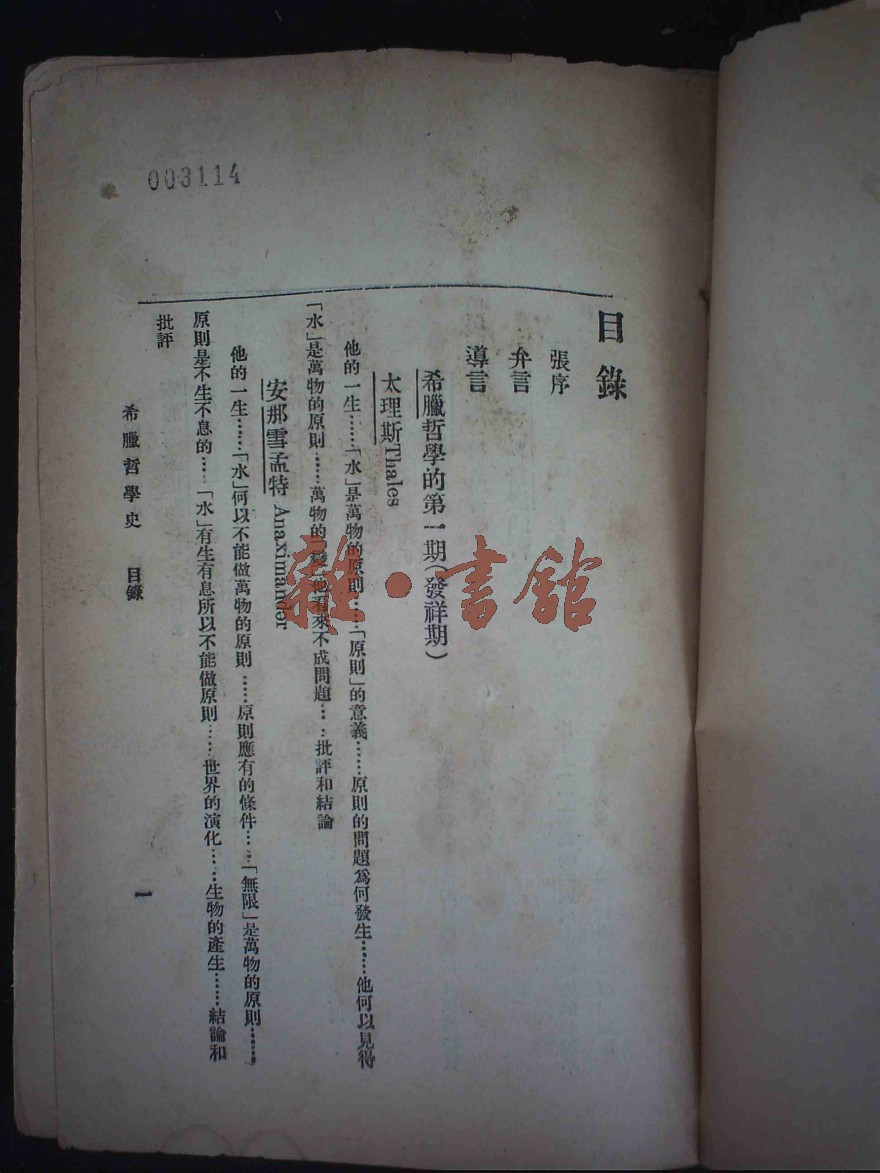 003114
目錄
張序
弁言
導言
希臘哲學的第一期(發祥期)
太理斯Thales
他的一生……「水」是萬物的原則……「原則」的意義……原則的問題爲何發生……他何以見得
「水」是萬物的原則……萬物的「變」他看來不成問題……批評和結論
安那雪孟特 Anaximander
他的一生……「水」何以不能做萬物的原則……原則應有的條件……「無限」是萬物的原則……
原則是不生不息的……「水」有生有息所以不能做原則……世界的演化……生物的產生……結論和
批評
希臘哲學史 目錄
一
雜·書館